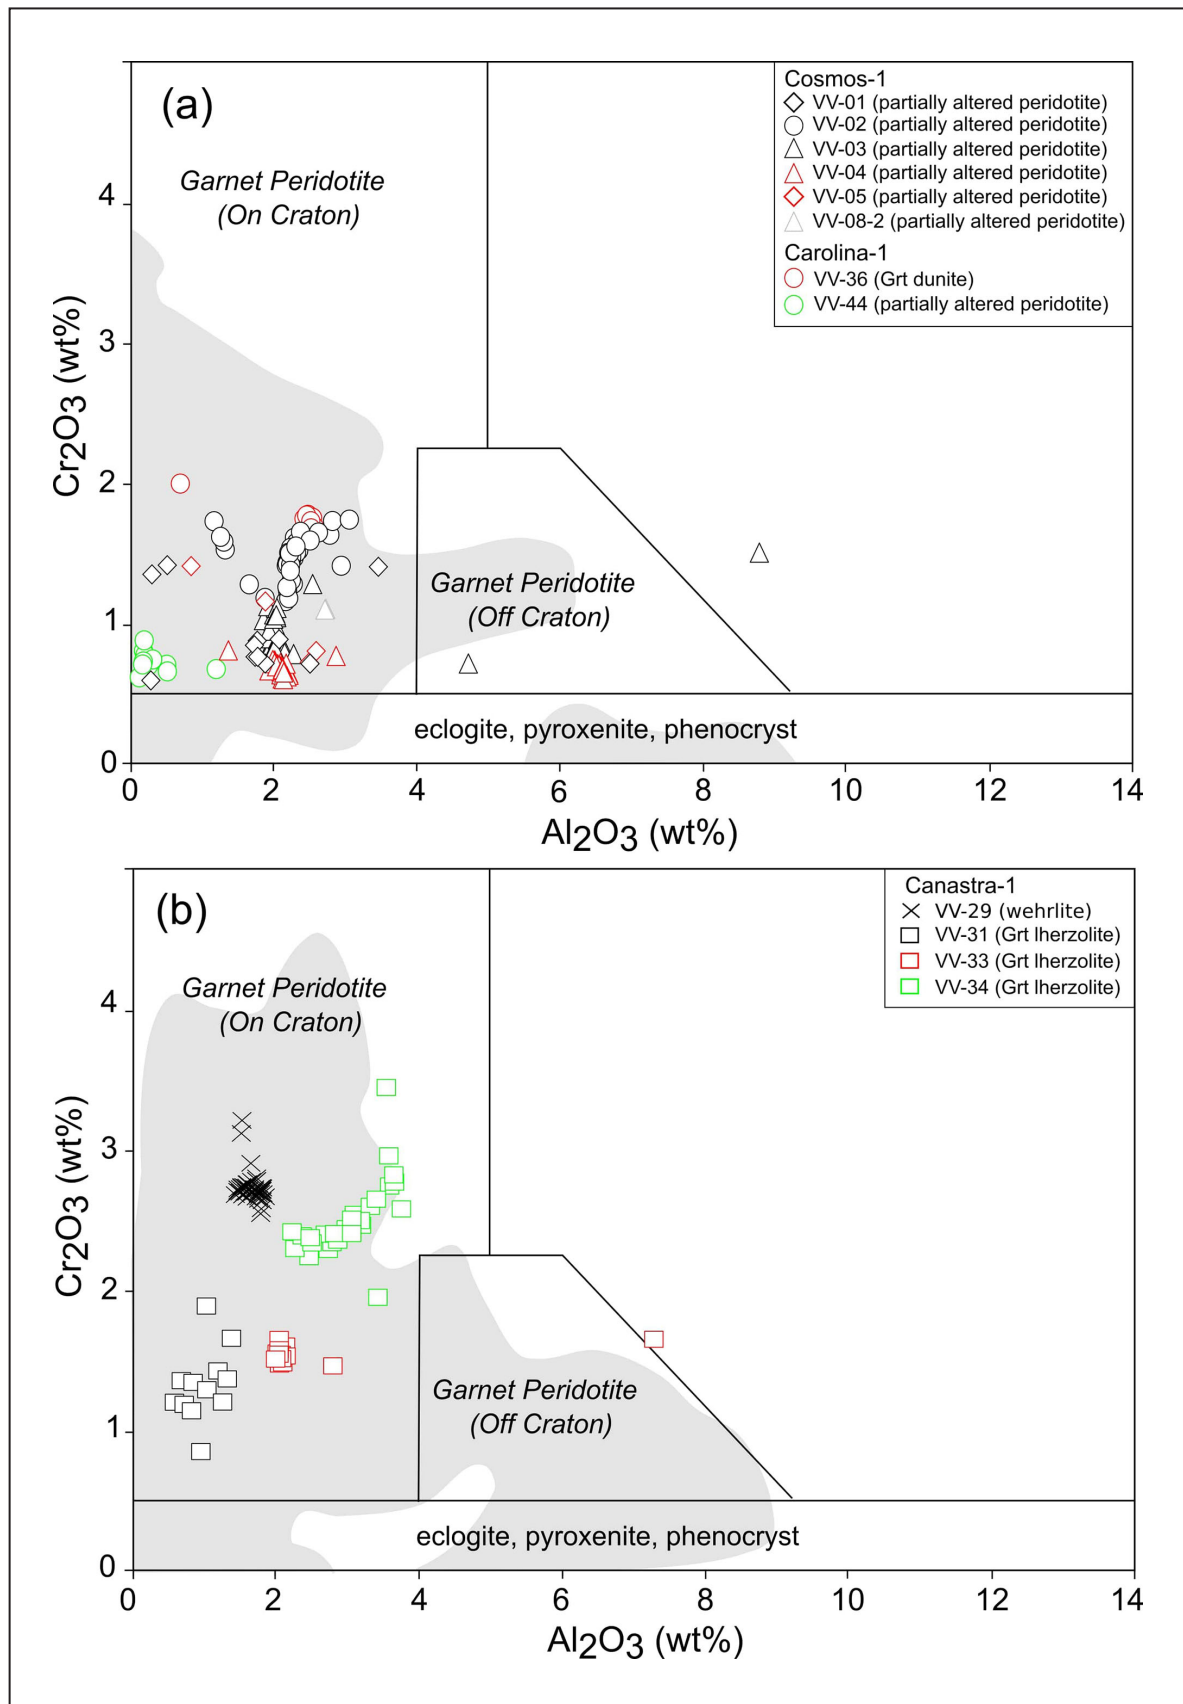 (a)
Cosmos-1
VV-01 (partially altered peridotite)
VV-02 (partially altered peridotite)
VV-03 (partially altered peridotite)
VV-04 (partially altered peridotite)
VV-05 (partially altered peridotite)
VV-08-2 (partially altered peridotite)
Carolina-1
VV-36 (Grt dunite)
VV-44 (partially altered peridotite)
Garnet Peridotite
(On Craton)
4
3
2
1
0
Cr2O3 (wt%)
Garnet Peridotite
(Off Craton)
eclogite, pyroxenite, phenocryst
0 2 4 6 8 10 12 14
Al2O3 (wt%)
(b)
Canastra-1
VV-29 (wehrlite)
VV-31 (Grt lherzolite)
VV-33 (Grt lherzolite)
VV-34 (Grt lherzolite)
Garnet Peridotite
(On Craton)
4
3
2
1
0
Cr2O3 (wt%)
Garnet Peridotite
(Off Craton)
eclogite, pyroxenite, phenocryst
0 2 4 6 8 10 12 14
Al2O3 (wt%)